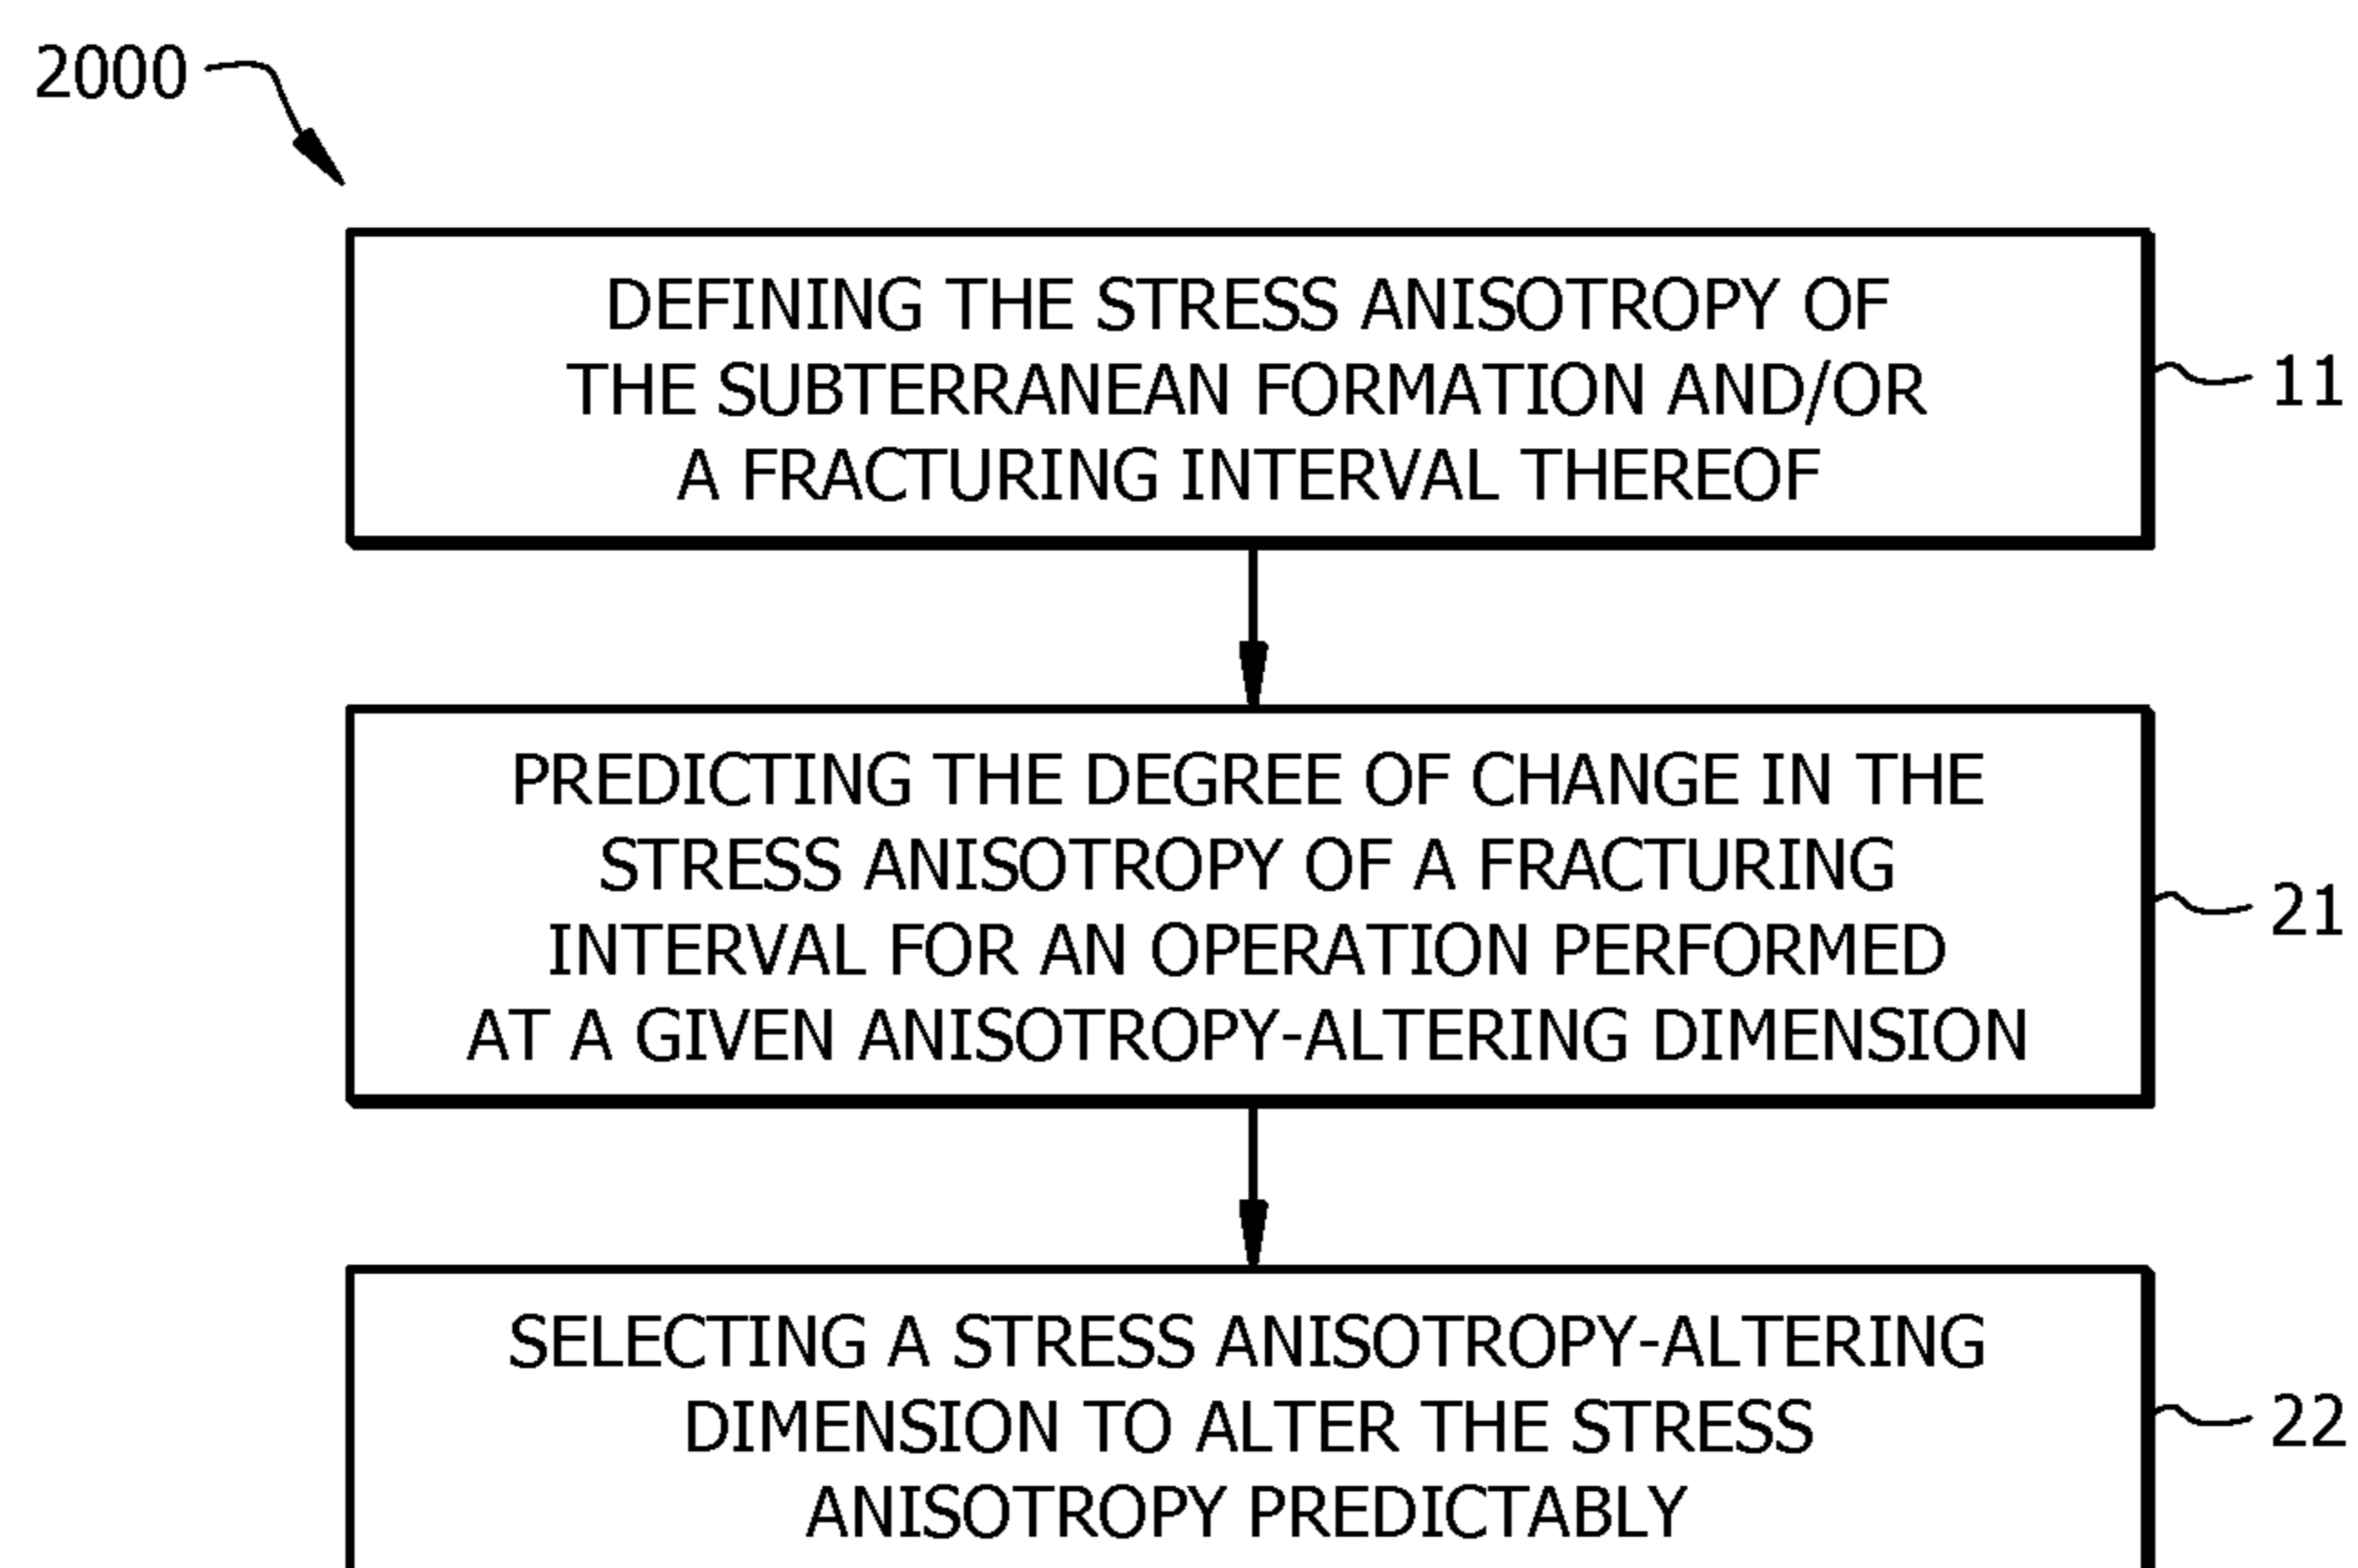 2000
DEFINING THE STRESS ANISOTROPY OF
THE SUBTERRANEAN FORMATION AND/OR
A FRACTURING INTERVAL THEREOF
11
PREDICTING THE DEGREE OF CHANGE IN THE
STRESS ANISOTROPY OF A FRACTURING
INTERVAL FOR AN OPERATION PERFORMED
AT A GIVEN ANISOTROPY-ALTERING DIMENSION
21
SELECTING A STRESS ANISOTROPY-ALTERING
DIMENSION TO ALTER THE STRESS
ANISOTROPY PREDICTABLY
22